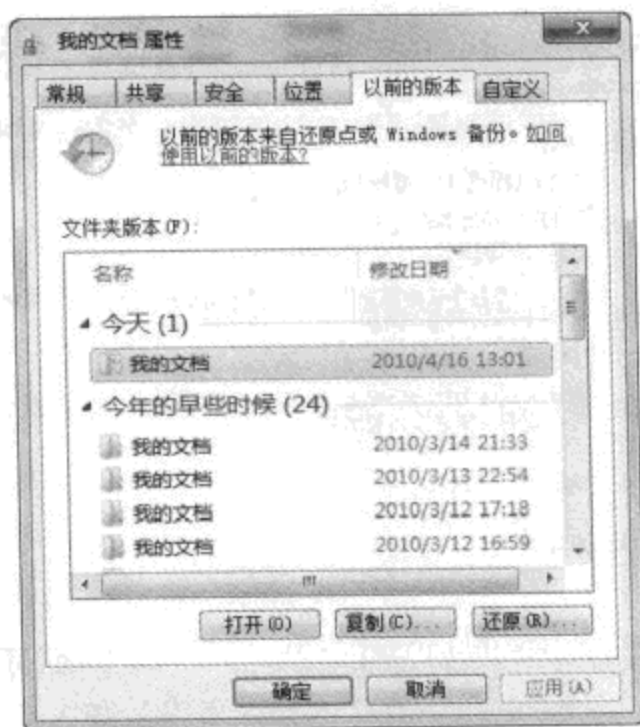 我的文档 属性
常规 共享 安全 位置 以前的版本 自定义
以前的版本来自还原点或 Windows 备份。如何
使用以前的版本?
文件夹版本(F):
名称 修改日期
今天 (1)
我的文档 2010/4/16 13:01
今年的早些时候 (24)
我的文档 2010/3/14 21:33
我的文档 2010/3/13 22:54
我的文档 2010/3/12 17:18
我的文档 2010/3/12 16:59
打开(O) 复制(C)... 还原(R)...
确定 取消 应用(A)